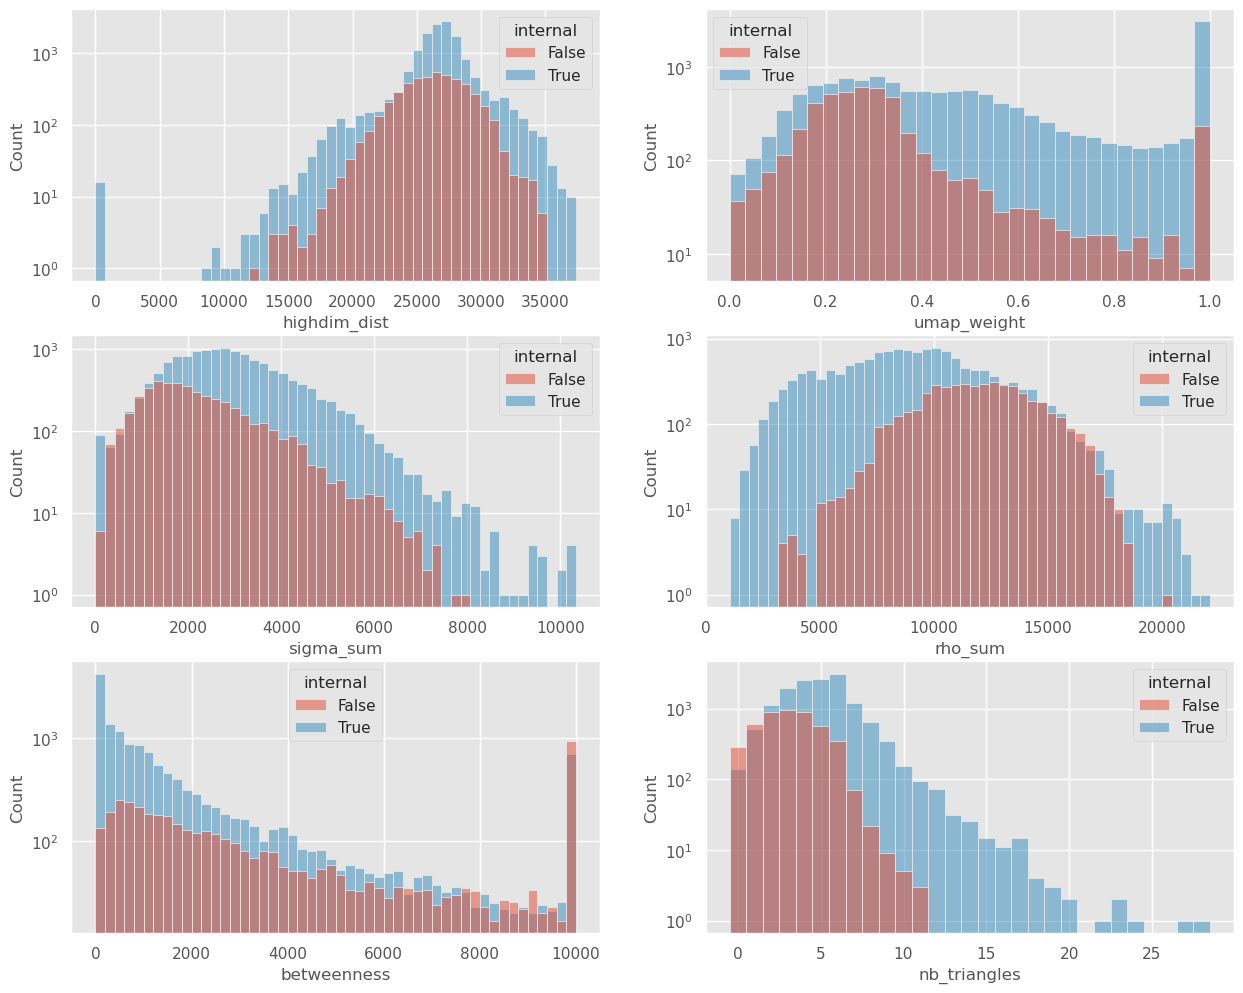 internal
False
True
Count
10³
10²
10¹
10⁰
0 5000 10000 15000 20000 25000 30000 35000
highdim_dist
internal
False
True
Count
10³
10²
10¹
0.0 0.2 0.4 0.6 0.8 1.0
umap_weight
internal
False
True
Count
10³
10²
10¹
10⁰
0 2000 4000 6000 8000 10000
sigma_sum
internal
False
True
Count
10³
10²
10¹
10⁰
0 5000 10000 15000 20000
rho_sum
internal
False
True
Count
10³
10²
0 2000 4000 6000 8000 10000
betweenness
internal
False
True
Count
10³
10²
10¹
10⁰
0 5 10 15 20 25
nb_triangles